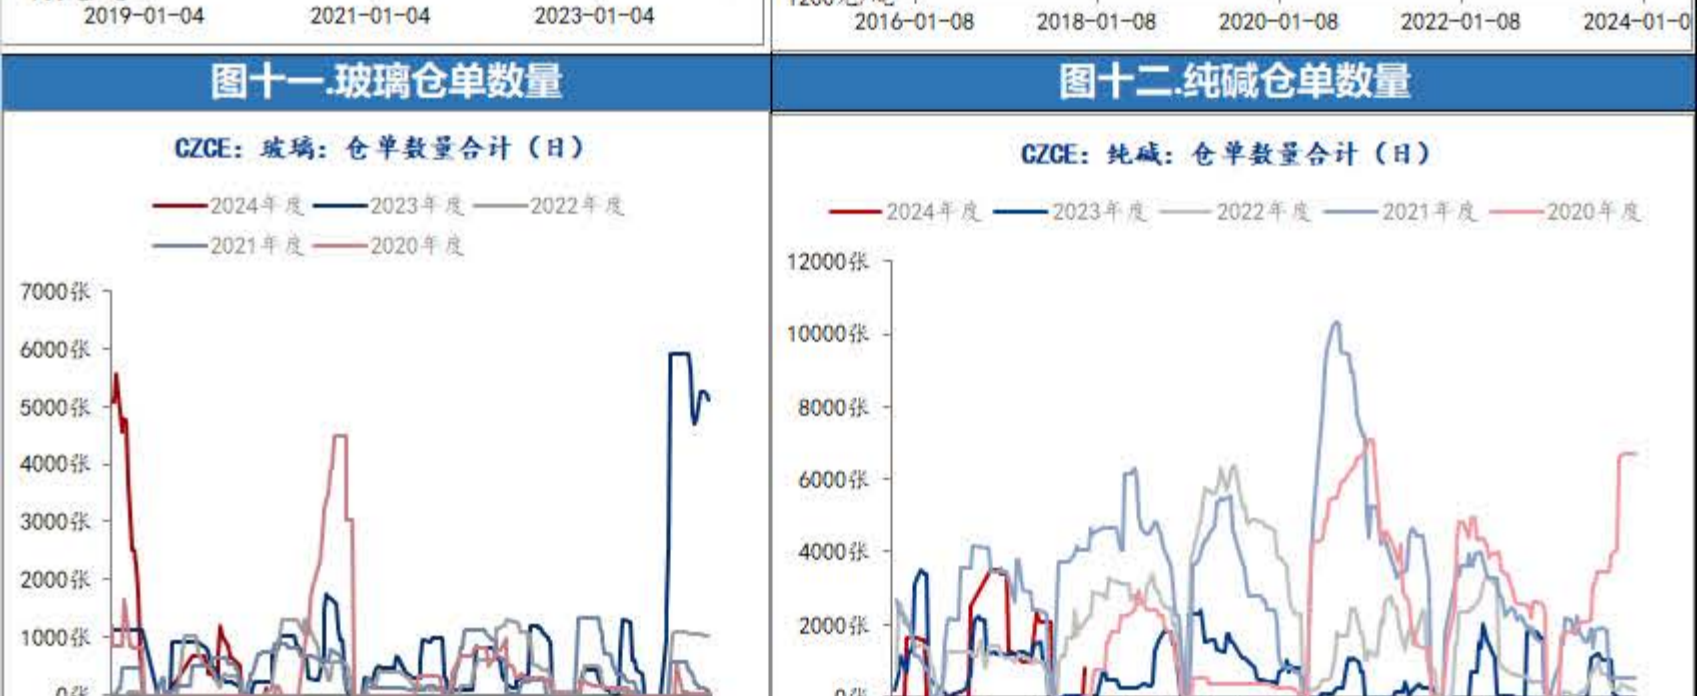 2019-01-04 2021-01-04 2023-01-04
2016-01-08 2018-01-08 2020-01-08 2022-01-08 2024-01-0
图十一.玻璃仓单数量
CZCE：玻璃：仓单数量合计（日）
2024年度 2023年度 2022年度
2021年度 2020年度
7000张
6000张
5000张
4000张
3000张
2000张
1000张
0张
图十二.纯碱仓单数量
CZCE：纯碱：仓单数量合计（日）
2024年度 2023年度 2022年度 2021年度 2020年度
12000张
10000张
8000张
6000张
4000张
2000张
0张